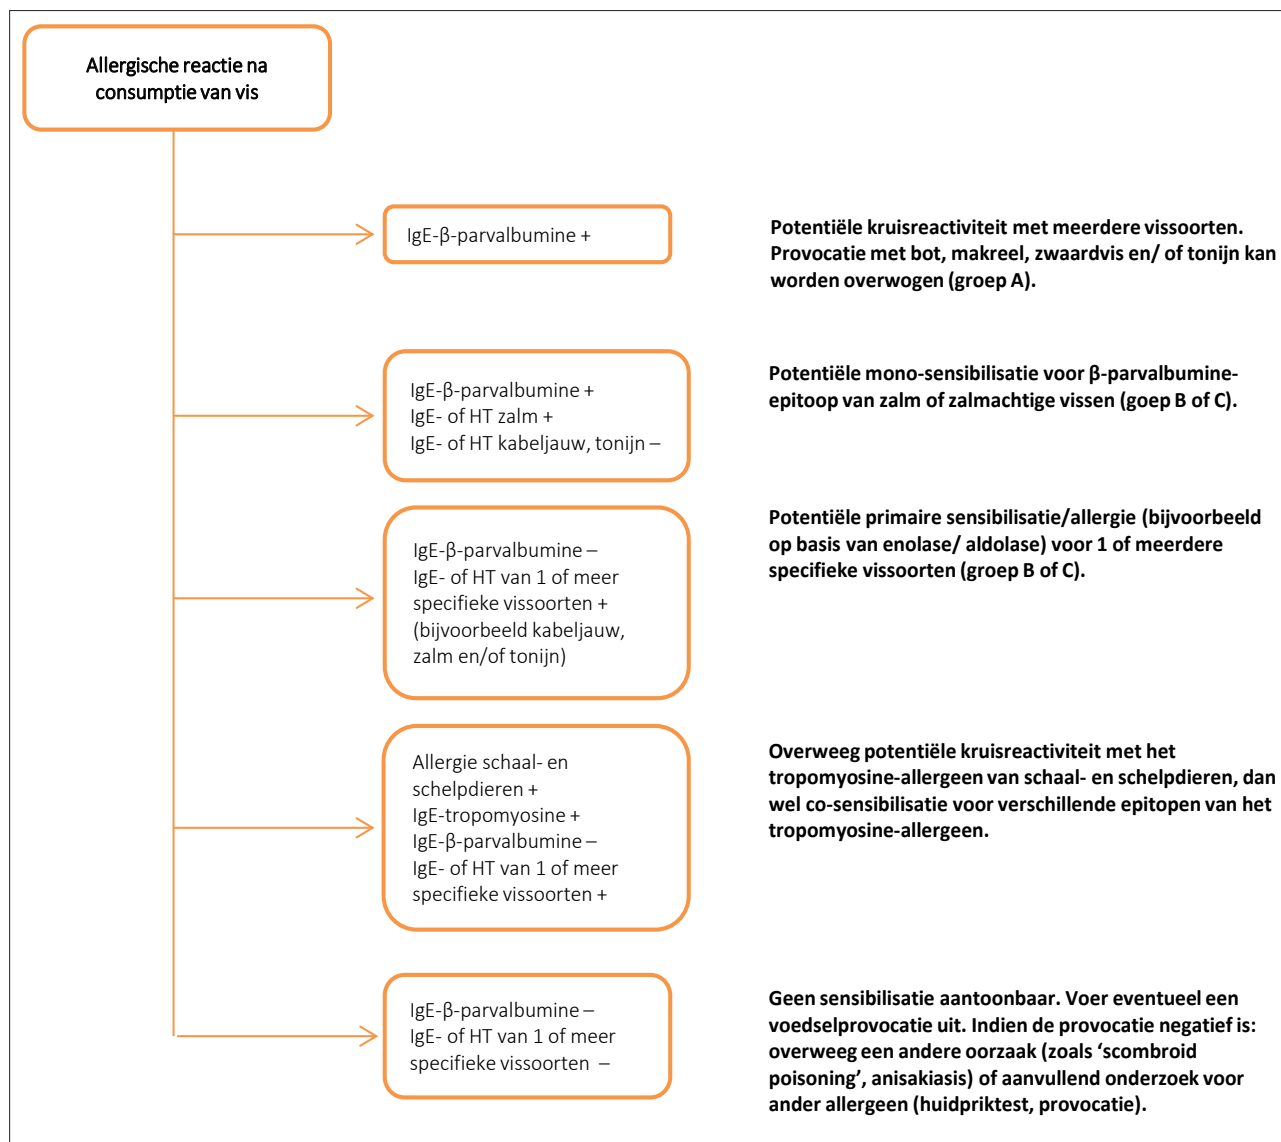 Allergische reactie na
consumptie van vis
IgE-β-parvalbumine +
Potentiële kruisreactiviteit met meerdere vissoorten.
Provocatie met bot, makreel, zwaardvis en/ of tonijn kan
worden overwogen (groep A).
IgE-β-parvalbumine +
IgE- of HT zalm +
IgE- of HT kabeljauw, tonijn –
Potentiële mono-sensibilisatie voor β-parvalbumine-
epitoop van zalm of zalmachtige vissen (goep B of C).
IgE-β-parvalbumine –
IgE- of HT van 1 of meer
specifieke vissoorten +
(bijvoorbeeld kabeljauw,
zalm en/of tonijn)
Potentiële primaire sensibilisatie/allergie (bijvoorbeeld
op basis van enolase/ aldolase) voor 1 of meerdere
specifieke vissoorten (groep B of C).
Allergie schaal- en
schelpdieren +
IgE-tropomyosine +
IgE-β-parvalbumine –
IgE- of HT van 1 of meer
specifieke vissoorten +
Overweeg potentiële kruisreactiviteit met het
tropomyosine-allergeen van schaal- en schelpdieren, dan
wel co-sensibilisatie voor verschillende epitopen van het
tropomyosine-allergeen.
IgE-β-parvalbumine –
IgE- of HT van 1 of meer
specifieke vissoorten –
Geen sensibilisatie aantoonbaar. Voer eventueel een
voedselprovocatie uit. Indien de provocatie negatief is:
overweeg een andere oorzaak (zoals ‘scombroid
poisoning’, anisakiasis) of aanvullend onderzoek voor
ander allergeen (huidpriktest, provocatie).